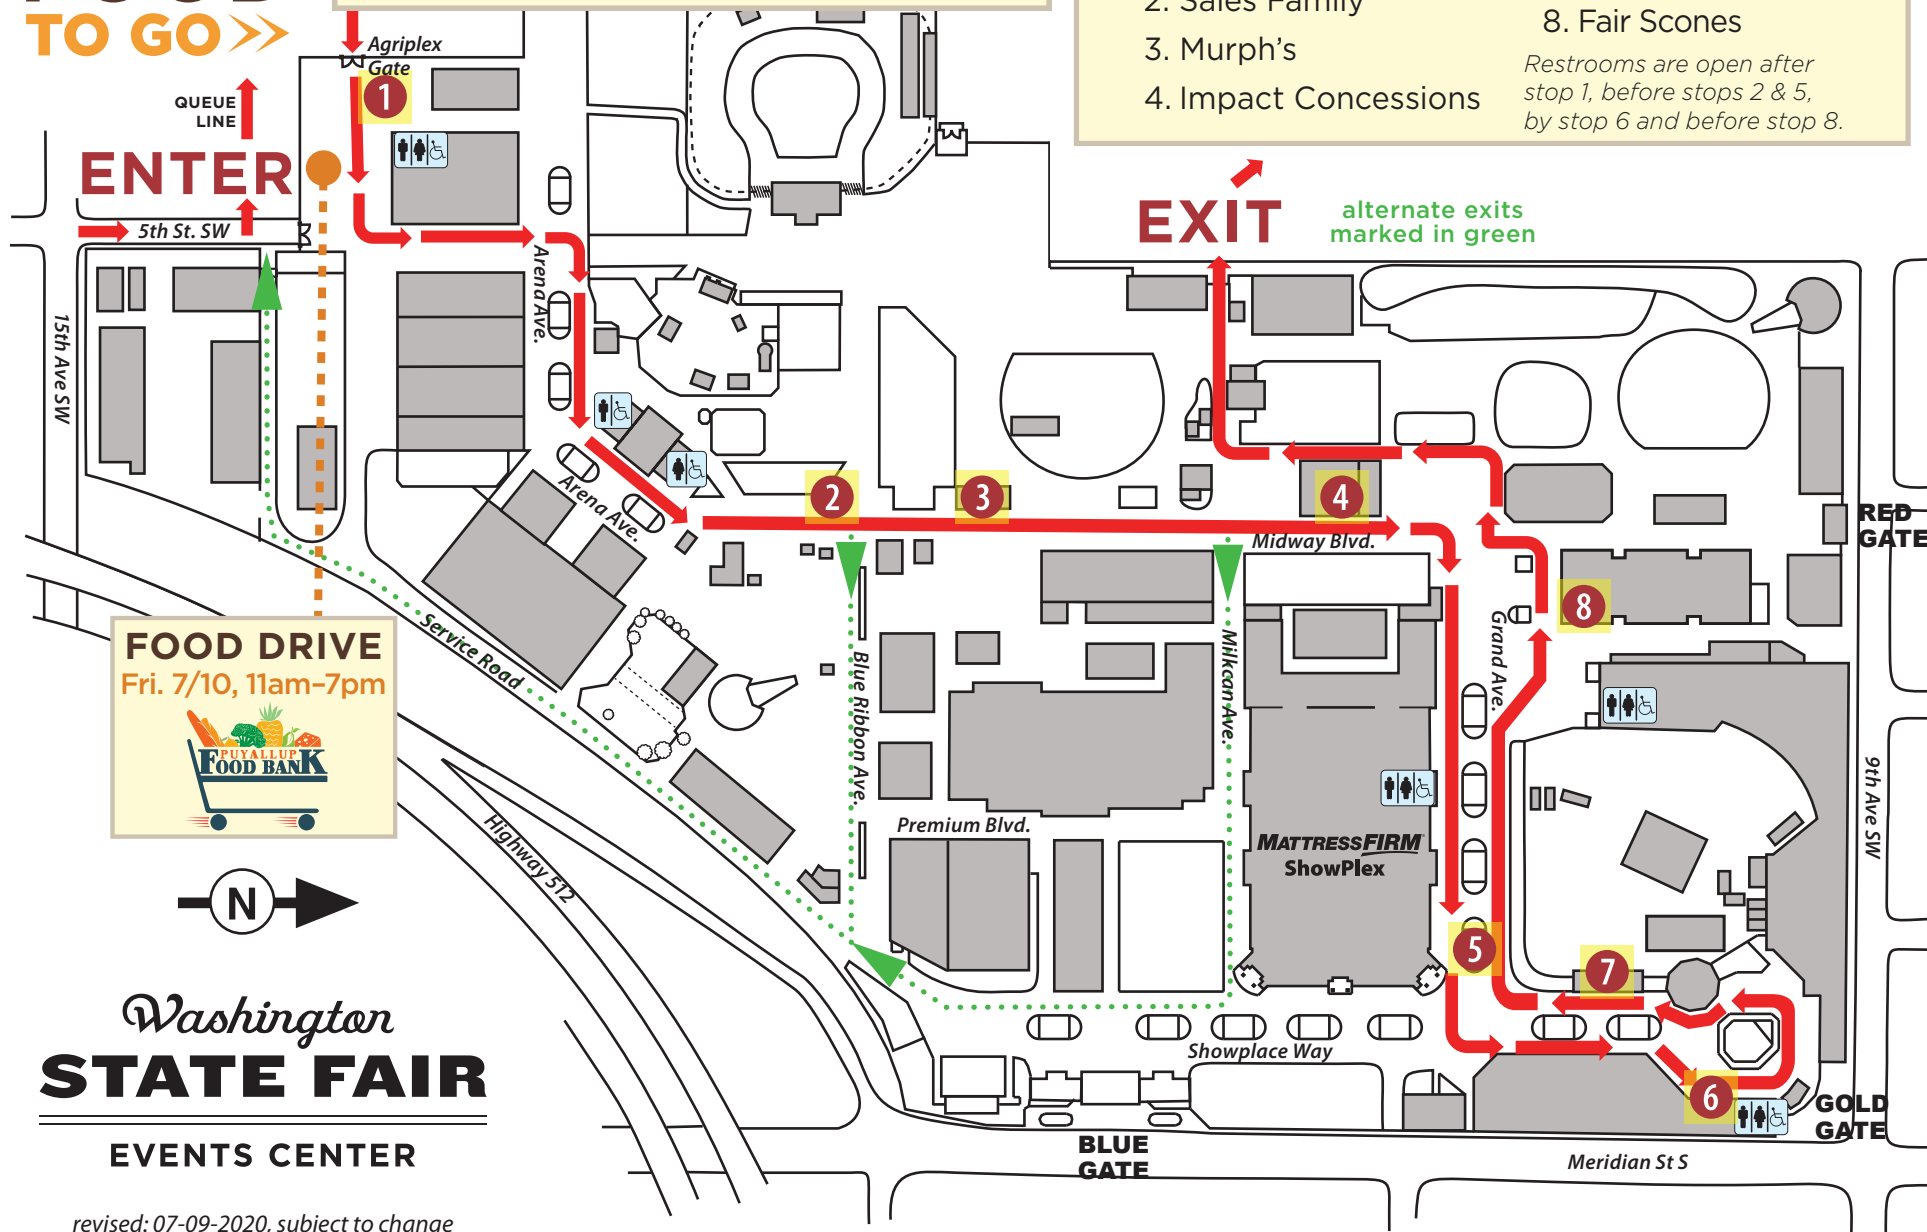 TO GO >>
2. Sales Family
3. Murph's
4. Impact Concessions
8. Fair Scones
Restrooms are open after
stop 1, before stops 2 & 5,
by stop 6 and before stop 8.
Agriplex
Gate
1
QUEUE
LINE
ENTER
5th St. SW
EXIT
alternate exits
marked in green
15th Ave SW
Arena Ave.
Arena Ave.
2
3
4
Midway Blvd.
RED
GATE
8
Grand Ave.
FOOD DRIVE
Fri. 7/10, 11am–7pm
PUYALLUP
FOOD BANK
Service Road
Blue Ribbon Ave.
Milkcan Ave.
9th Ave SW
Highway 512
Premium Blvd.
MATTRESSFIRM
ShowPlex
N
5
7
6
Showplace Way
Washington
STATE FAIR
EVENTS CENTER
BLUE
GATE
GOLD
GATE
Meridian St S
revised: 07-09-2020, subject to change